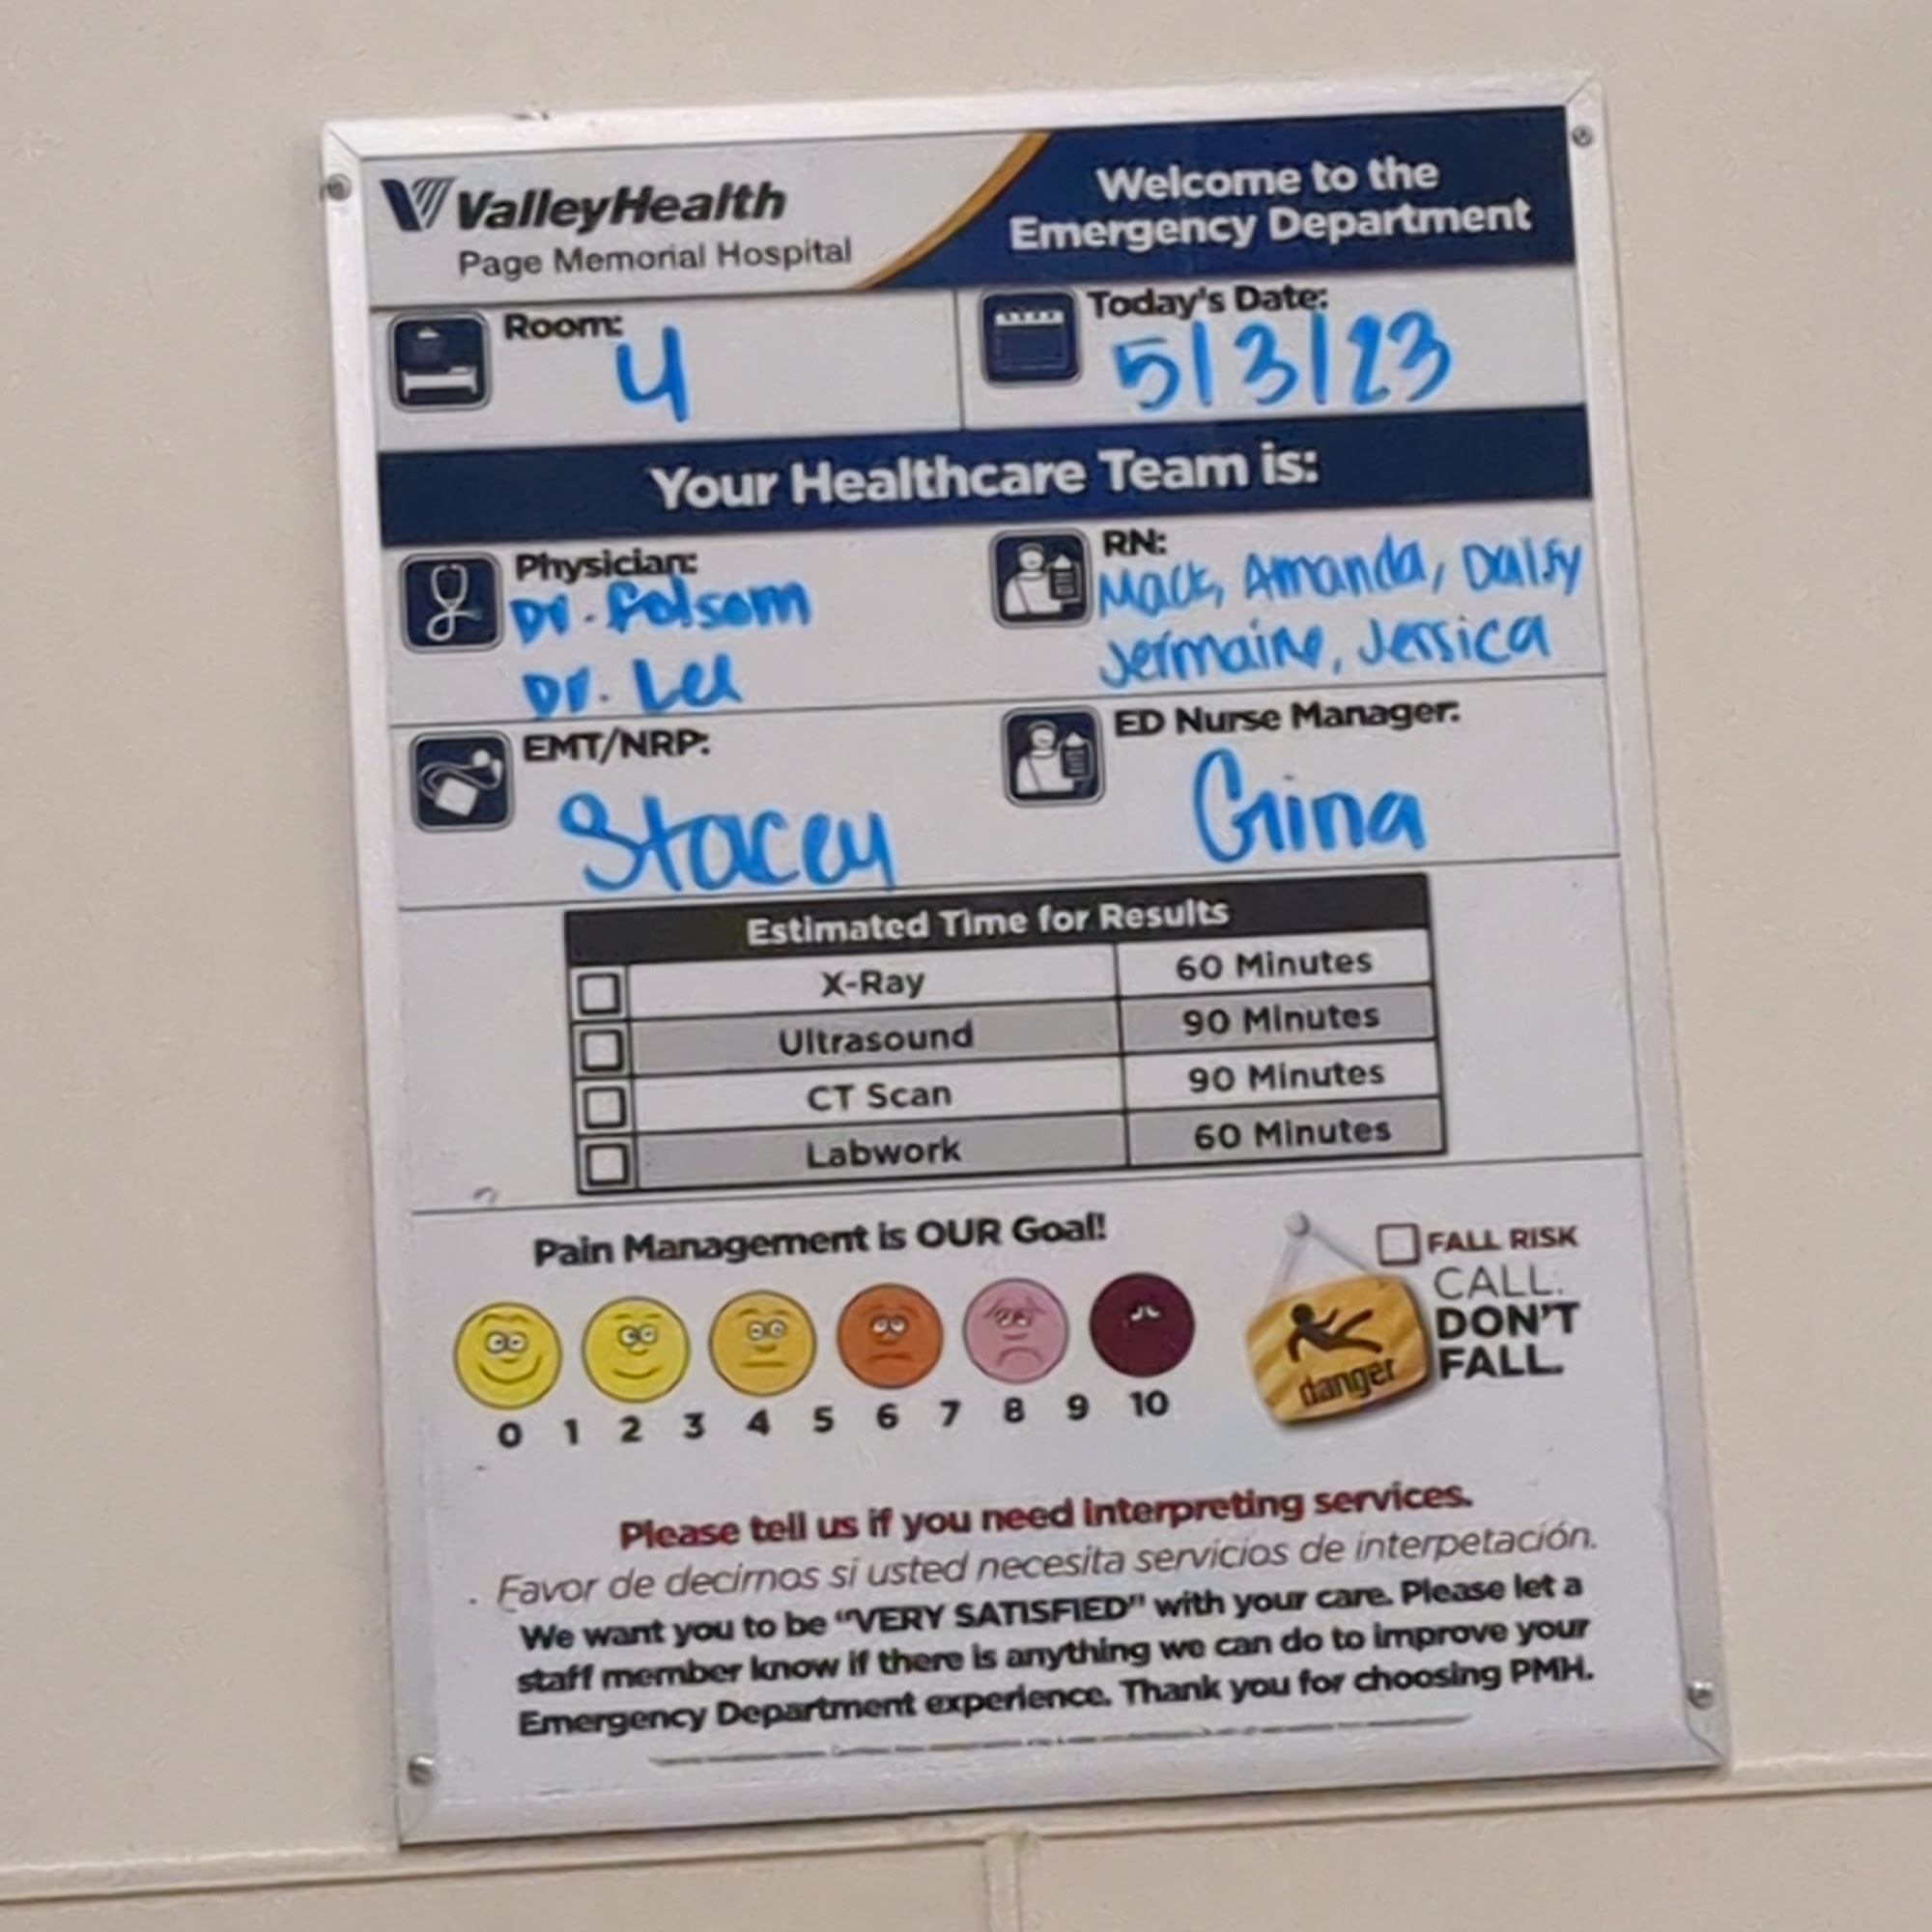 ValleyHealth
Page Memorial Hospital
Welcome to the
Emergency Department
Room:
4
Today's Date:
5/3/23
Your Healthcare Team is:
Physician:
Dr. Folsom
Dr. Lee
RN:
Mack, Amanda, Daisy
Jermaine, Jessica
EMT/NRP:
Stacey
ED Nurse Manager:
Gina
Estimated Time for Results
X-Ray 60 Minutes
Ultrasound 90 Minutes
CT Scan 90 Minutes
Labwork 60 Minutes
Pain Management is OUR Goal!
0 1 2 3 4 5 6 7 8 9 10
danger
FALL RISK
CALL.
DON'T
FALL.
Please tell us if you need interpreting services.
Favor de decirnos si usted necesita servicios de interpetación.
We want you to be "VERY SATISFIED" with your care. Please let a
staff member know if there is anything we can do to improve your
Emergency Department experience. Thank you for choosing PMH.